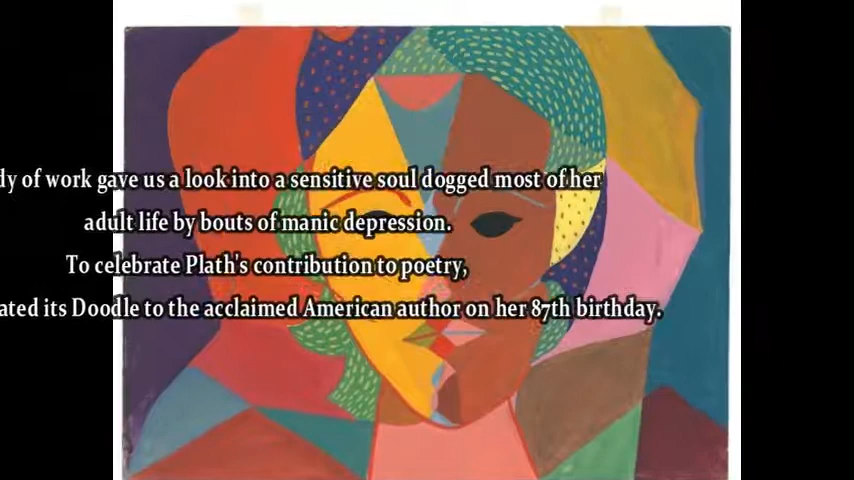 dy of work gave us a look into a sensitive soul dogged most of her
adult life by bouts of manic depression.
To celebrate Plath's contribution to poetry,
ated its Doodle to the acclaimed American author on her 87th birthday.